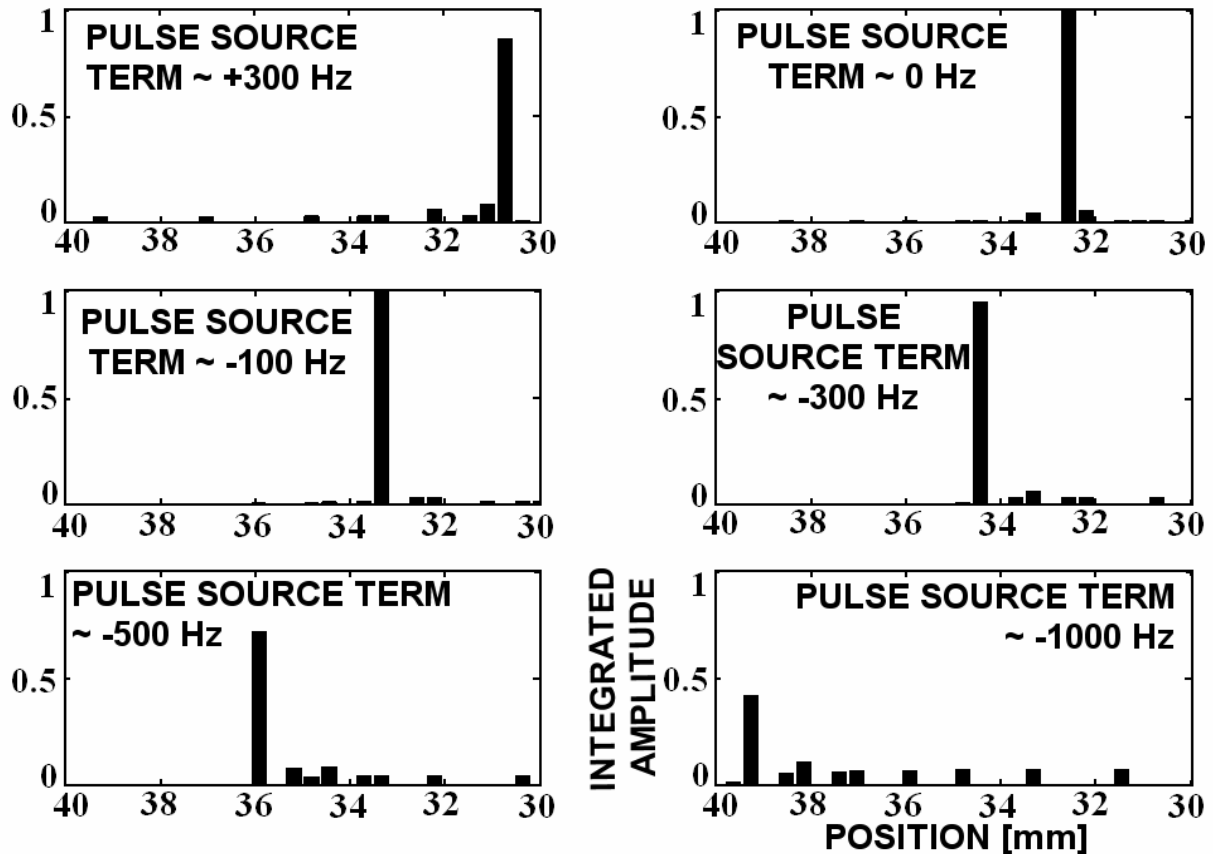 1
PULSE SOURCE
TERM ~ +300 Hz
0.5
0
40 38 36 34 32 30
1
PULSE SOURCE
TERM ~ 0 Hz
0.5
0
40 38 36 34 32 30
1
PULSE SOURCE
TERM ~ -100 Hz
0.5
0
40 38 36 34 32 30
1
PULSE
SOURCE TERM
~ -300 Hz
0.5
0
40 38 36 34 32 30
1
PULSE SOURCE TERM
~ -500 Hz
0.5
0
40 38 36 34 32 30
INTEGRATED
AMPLITUDE
1
PULSE SOURCE TERM
~ -1000 Hz
0.5
0
40 38 36 34 32 30
POSITION [mm]